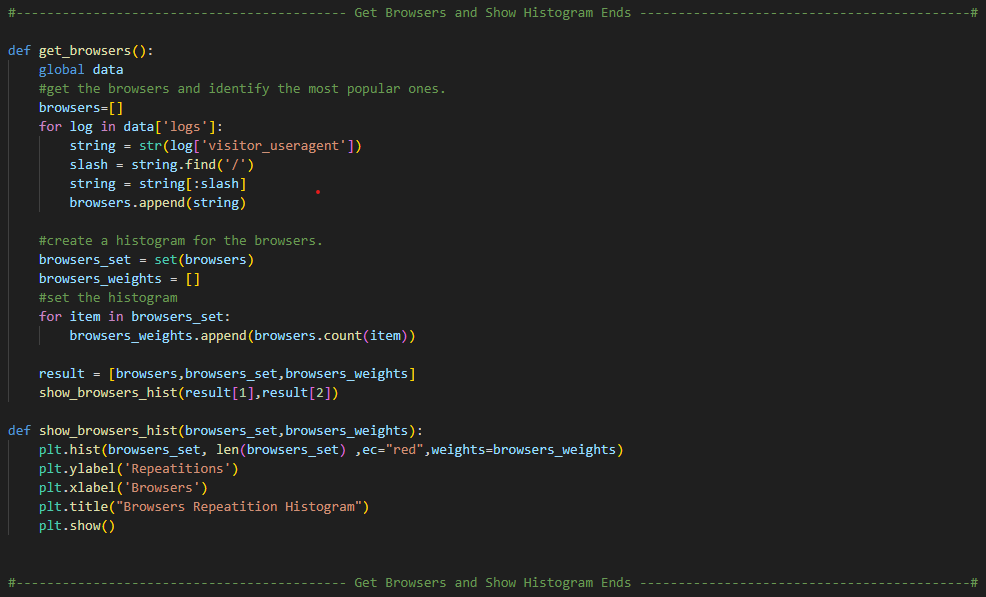 #------------------------------------------- Get Browsers and Show Histogram Ends -------------------------------------------#
def get_browsers():
    global data
    #get the browsers and identify the most popular ones.
    browsers=[]
    for log in data['logs']:
        string = str(log['visitor_useragent'])
        slash = string.find('/')
        string = string[:slash]
        browsers.append(string)
    #create a histogram for the browsers.
    browsers_set = set(browsers)
    browsers_weights = []
    #set the histogram
    for item in browsers_set:
        browsers_weights.append(browsers.count(item))
    result = [browsers,browsers_set,browsers_weights]
    show_browsers_hist(result[1],result[2])
def show_browsers_hist(browsers_set,browsers_weights):
    plt.hist(browsers_set, len(browsers_set) ,ec="red",weights=browsers_weights)
    plt.ylabel('Repeatitions')
    plt.xlabel('Browsers')
    plt.title("Browsers Repeatition Histogram")
    plt.show()
#------------------------------------------- Get Browsers and Show Histogram Ends -------------------------------------------#